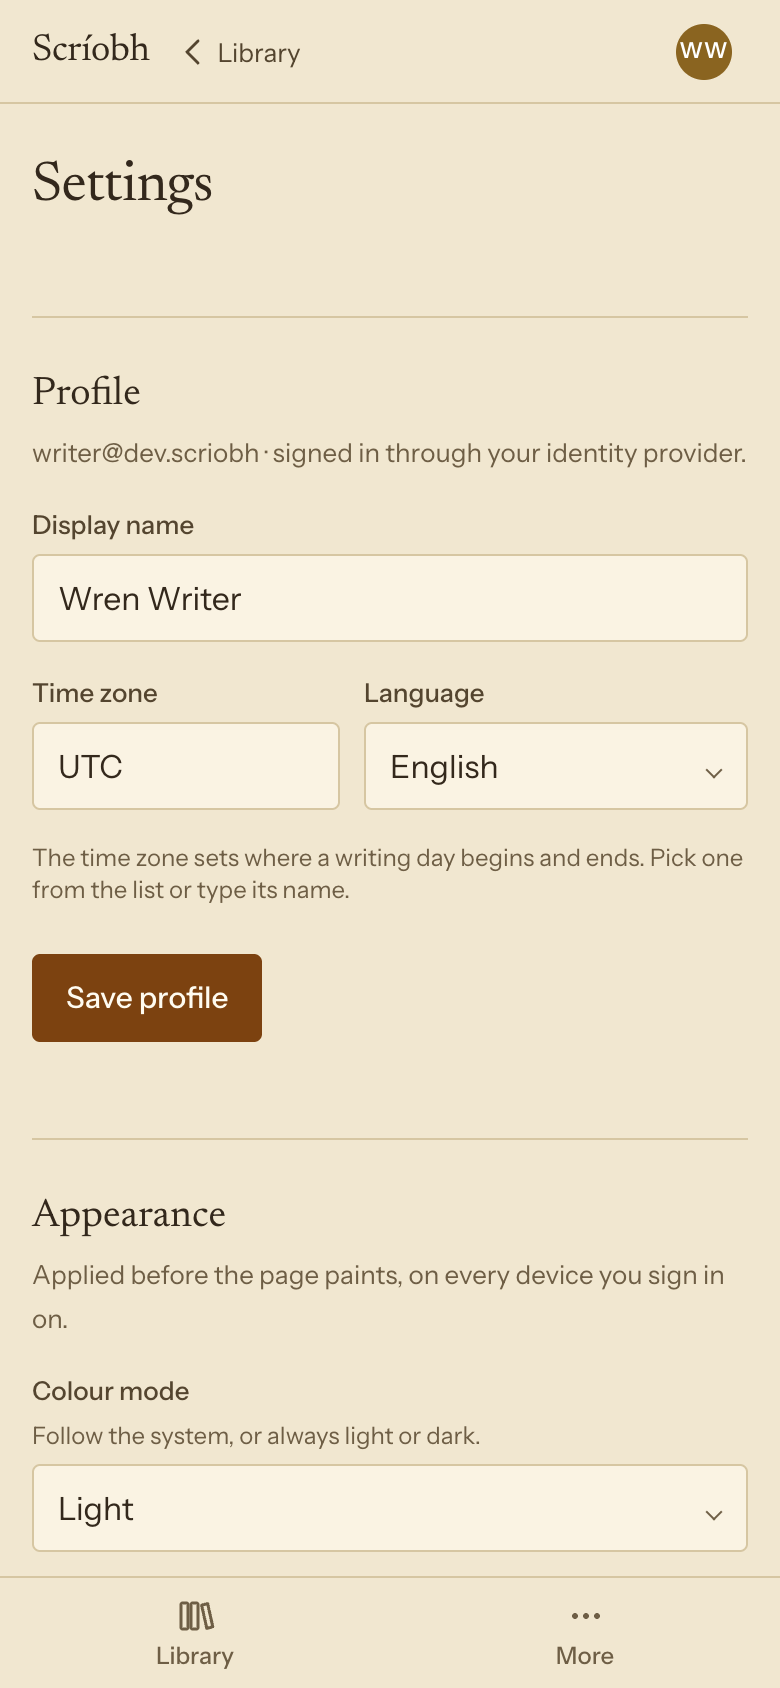 Scríobh
Library
WW
Settings
Profile
writer@dev.scriobh · signed in through your identity provider.
Display name
Wren Writer
Time zone
Language
UTC
English
The time zone sets where a writing day begins and ends. Pick one
from the list or type its name.
Save profile
Appearance
Applied before the page paints, on every device you sign in
on.
Colour mode
Follow the system, or always light or dark.
Light
Library
More